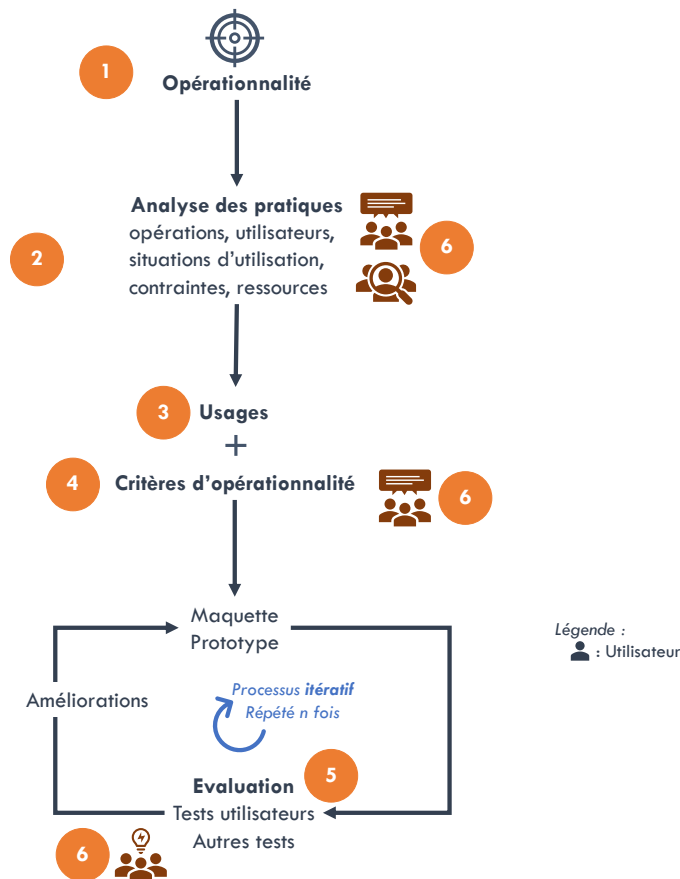 1
Opérationnalité
Analyse des pratiques
opérations, utilisateurs,
situations d'utilisation,
contraintes, ressources
2
6
3
Usages
+
4
Critères d'opérationnalité
6
Maquette
Prototype
Légende :
: Utilisateur
Améliorations
Processus itératif
Répété n fois
5
Evaluation
Tests utilisateurs
Autres tests
6